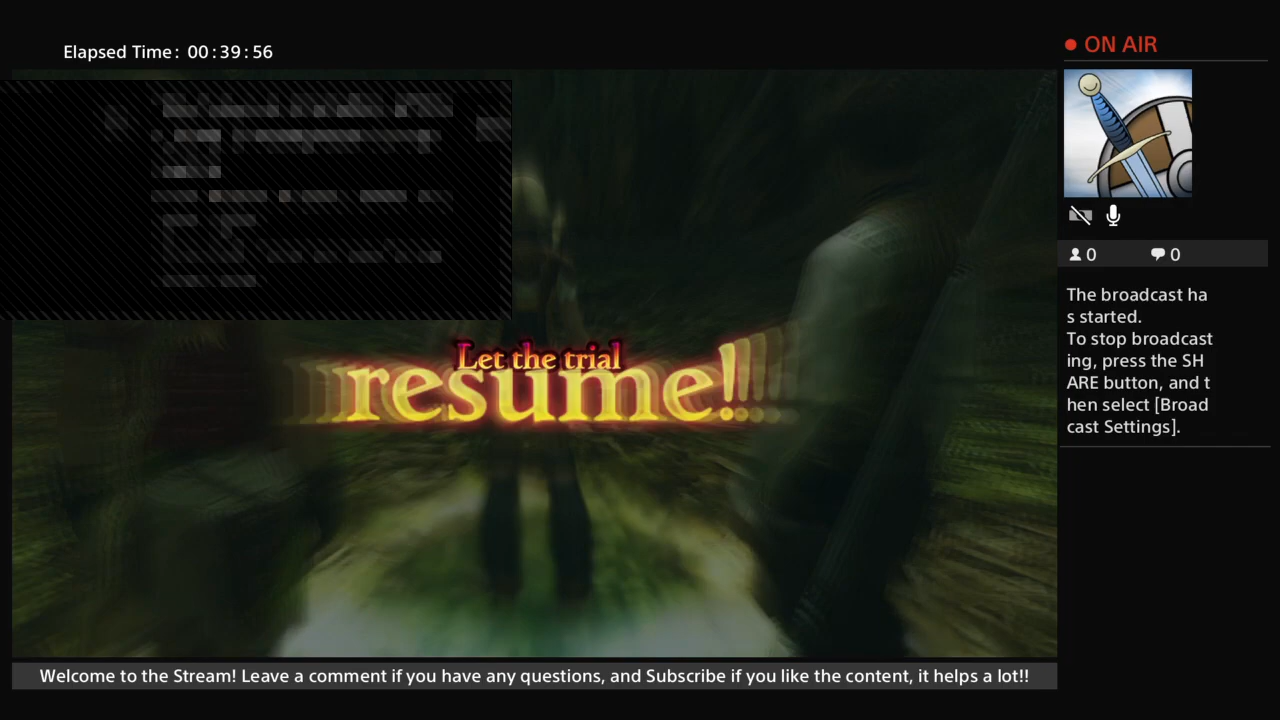 Elapsed Time: 00:39:56
ON AIR
0
0
The broadcast ha
s started.
To stop broadcast
ing, press the SH
ARE button, and t
hen select [Broad
cast Settings].
Let the trial
resume!!
Welcome to the Stream! Leave a comment if you have any questions, and Subscribe if you like the content, it helps a lot!!